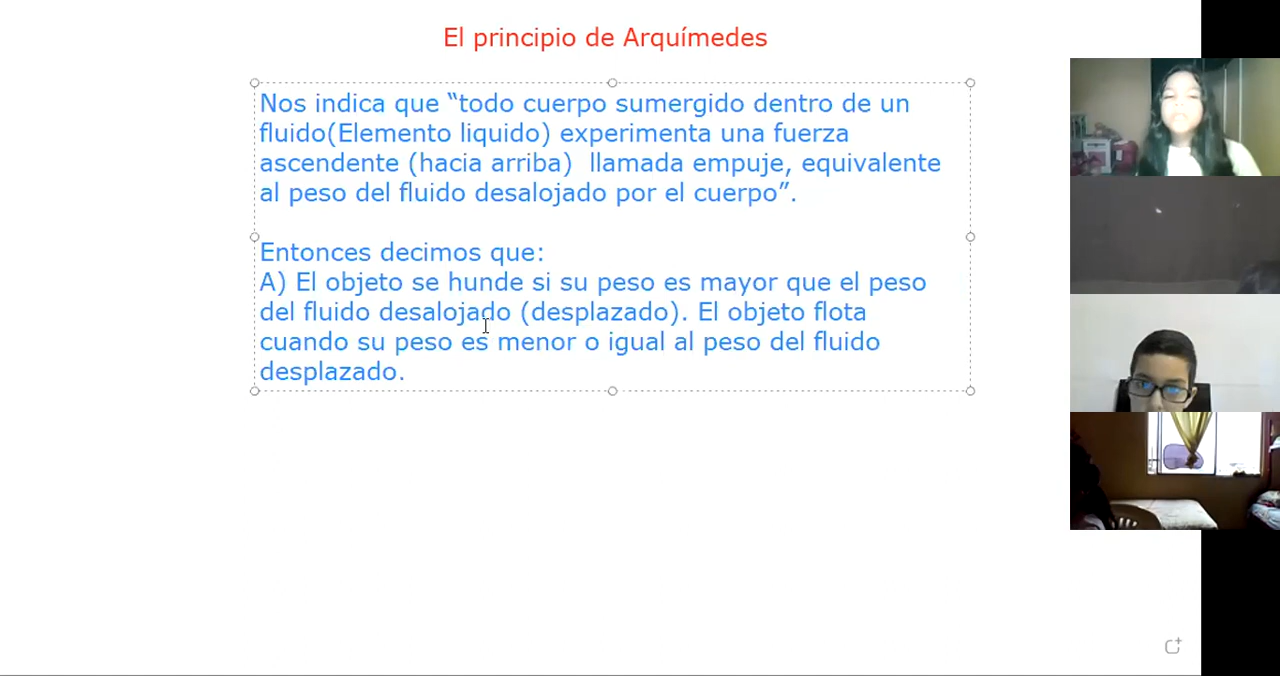 El principio de Arquímedes
Nos indica que “todo cuerpo sumergido dentro de un
fluido(Elemento liquido) experimenta una fuerza
ascendente (hacia arriba)  llamada empuje, equivalente
al peso del fluido desalojado por el cuerpo”.
Entonces decimos que:
A) El objeto se hunde si su peso es mayor que el peso
del fluido desalojado (desplazado). El objeto flota
cuando su peso es menor o igual al peso del fluido
desplazado.